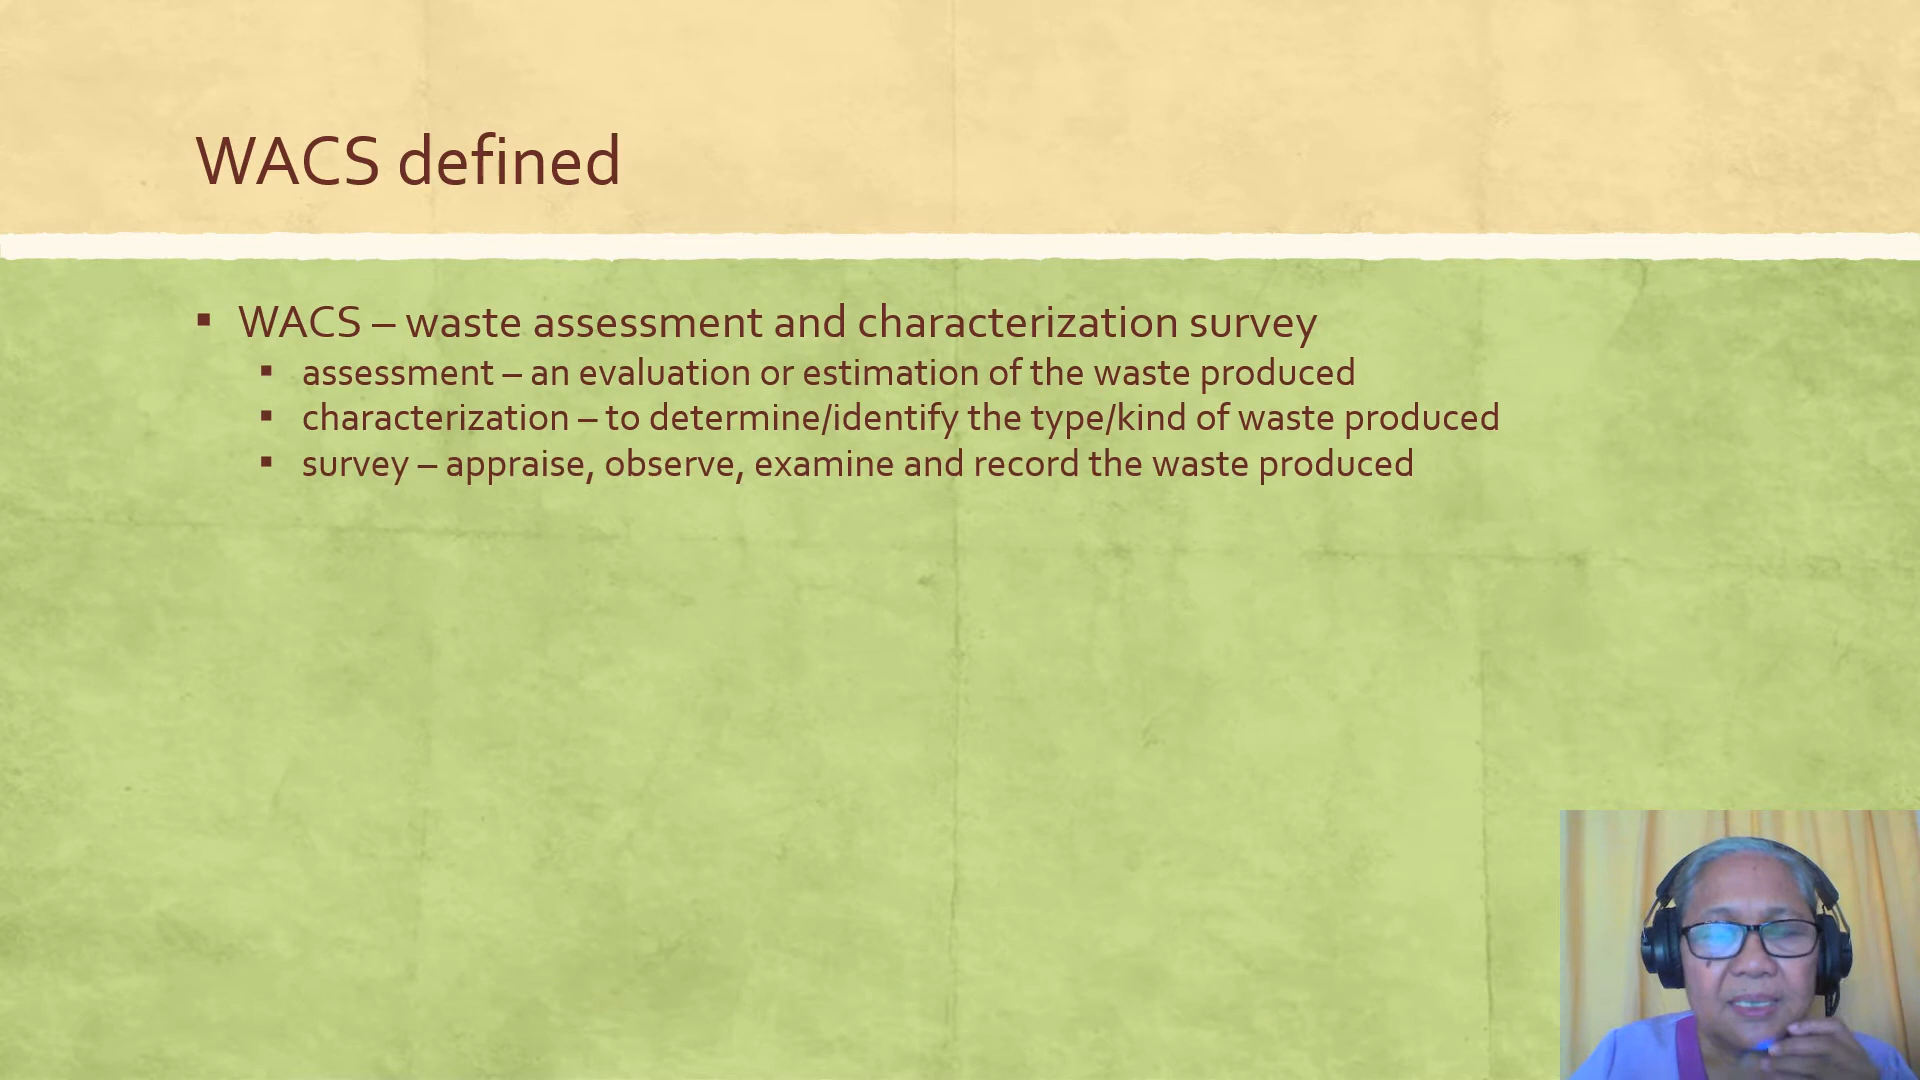 WACS defined
▪ WACS – waste assessment and characterization survey
▪ assessment – an evaluation or estimation of the waste produced
▪ characterization – to determine/identify the type/kind of waste produced
▪ survey – appraise, observe, examine and record the waste produced